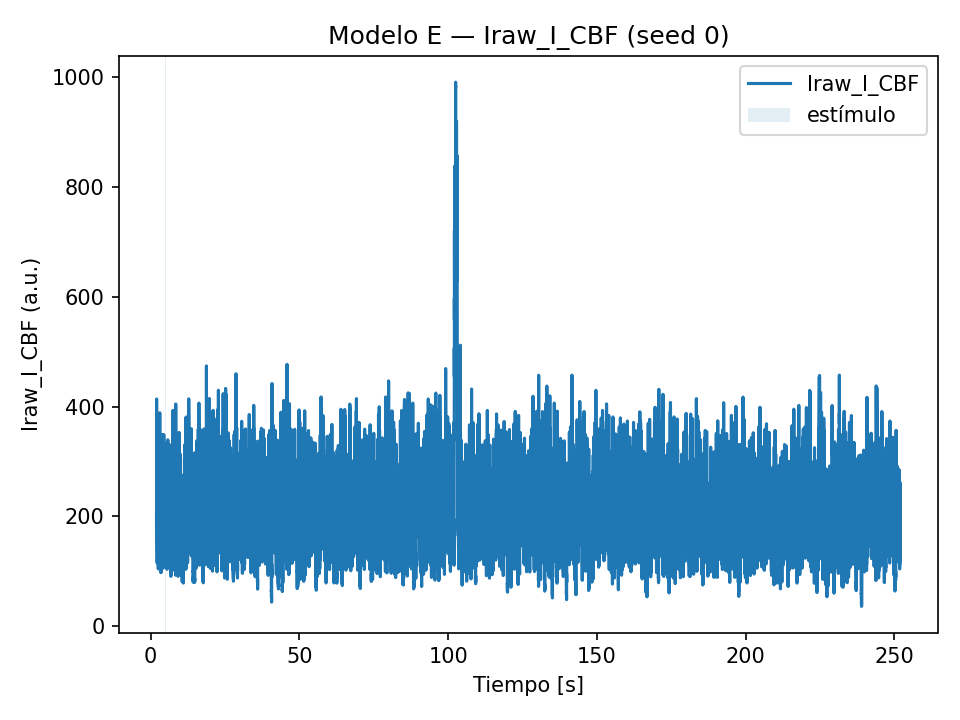 Modelo E — Iraw_I_CBF (seed 0)
Iraw_I_CBF
estímulo
Iraw_I_CBF (a.u.)
1000
800
600
400
200
0
0 50 100 150 200 250
Tiempo [s]